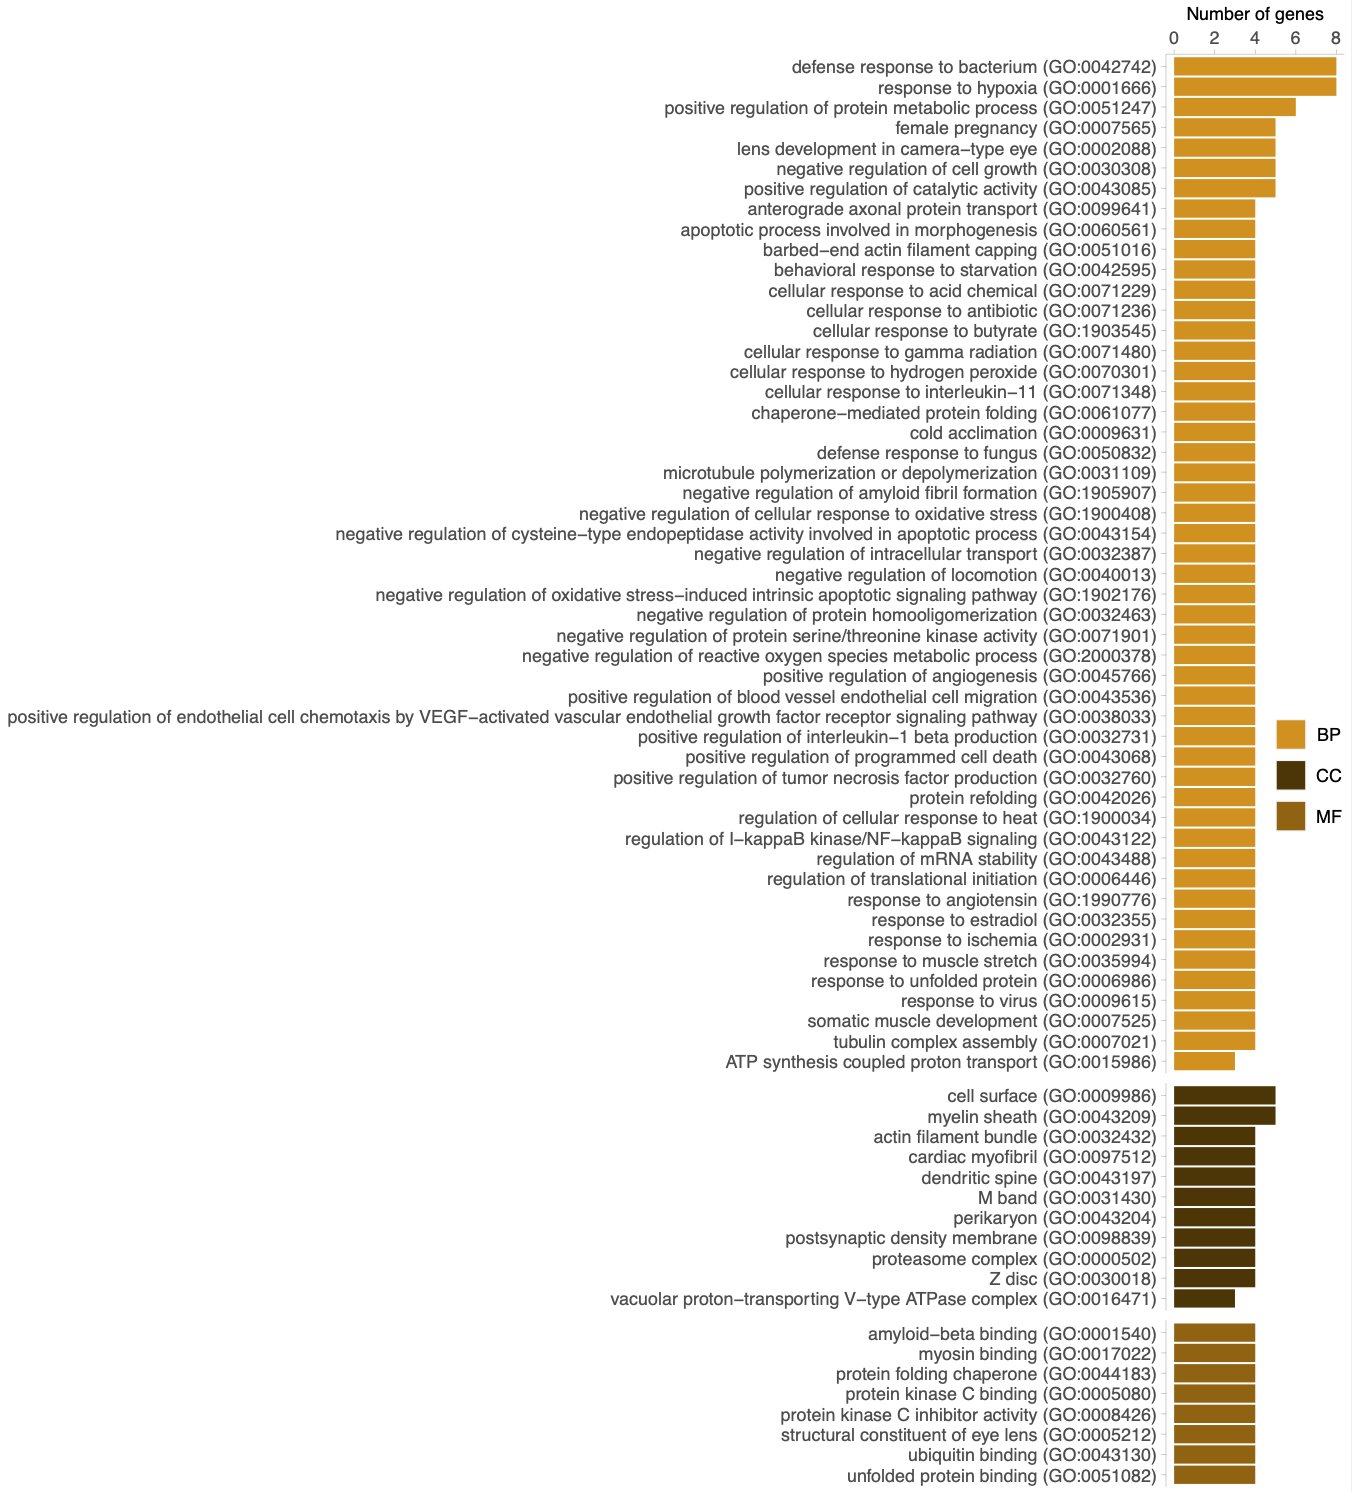 Number of genes
0 2 4 6 8
defense response to bacterium (GO:0042742)
response to hypoxia (GO:0001666)
positive regulation of protein metabolic process (GO:0051247)
female pregnancy (GO:0007565)
lens development in camera−type eye (GO:0002088)
negative regulation of cell growth (GO:0030308)
positive regulation of catalytic activity (GO:0043085)
anterograde axonal protein transport (GO:0099641)
apoptotic process involved in morphogenesis (GO:0060561)
barbed−end actin filament capping (GO:0051016)
behavioral response to starvation (GO:0042595)
cellular response to acid chemical (GO:0071229)
cellular response to antibiotic (GO:0071236)
cellular response to butyrate (GO:1903545)
cellular response to gamma radiation (GO:0071480)
cellular response to hydrogen peroxide (GO:0070301)
cellular response to interleukin−11 (GO:0071348)
chaperone−mediated protein folding (GO:0061077)
cold acclimation (GO:0009631)
defense response to fungus (GO:0050832)
microtubule polymerization or depolymerization (GO:0031109)
negative regulation of amyloid fibril formation (GO:1905907)
negative regulation of cellular response to oxidative stress (GO:1900408)
negative regulation of cysteine−type endopeptidase activity involved in apoptotic process (GO:0043154)
negative regulation of intracellular transport (GO:0032387)
negative regulation of locomotion (GO:0040013)
negative regulation of oxidative stress−induced intrinsic apoptotic signaling pathway (GO:1902176)
negative regulation of protein homooligomerization (GO:0032463)
negative regulation of protein serine/threonine kinase activity (GO:0071901)
negative regulation of reactive oxygen species metabolic process (GO:2000378)
positive regulation of angiogenesis (GO:0045766)
positive regulation of blood vessel endothelial cell migration (GO:0043536)
positive regulation of endothelial cell chemotaxis by VEGF−activated vascular endothelial growth factor receptor signaling pathway (GO:0038033)
positive regulation of interleukin−1 beta production (GO:0032731)
positive regulation of programmed cell death (GO:0043068)
positive regulation of tumor necrosis factor production (GO:0032760)
protein refolding (GO:0042026)
regulation of cellular response to heat (GO:1900034)
regulation of I−kappaB kinase/NF−kappaB signaling (GO:0043122)
regulation of mRNA stability (GO:0043488)
regulation of translational initiation (GO:0006446)
response to angiotensin (GO:1990776)
response to estradiol (GO:0032355)
response to ischemia (GO:0002931)
response to muscle stretch (GO:0035994)
response to unfolded protein (GO:0006986)
response to virus (GO:0009615)
somatic muscle development (GO:0007525)
tubulin complex assembly (GO:0007021)
ATP synthesis coupled proton transport (GO:0015986)
cell surface (GO:0009986)
myelin sheath (GO:0043209)
actin filament bundle (GO:0032432)
cardiac myofibril (GO:0097512)
dendritic spine (GO:0043197)
M band (GO:0031430)
perikaryon (GO:0043204)
postsynaptic density membrane (GO:0098839)
proteasome complex (GO:0000502)
Z disc (GO:0030018)
vacuolar proton−transporting V−type ATPase complex (GO:0016471)
amyloid−beta binding (GO:0001540)
myosin binding (GO:0017022)
protein folding chaperone (GO:0044183)
protein kinase C binding (GO:0005080)
protein kinase C inhibitor activity (GO:0008426)
structural constituent of eye lens (GO:0005212)
ubiquitin binding (GO:0043130)
unfolded protein binding (GO:0051082)
BP
CC
MF